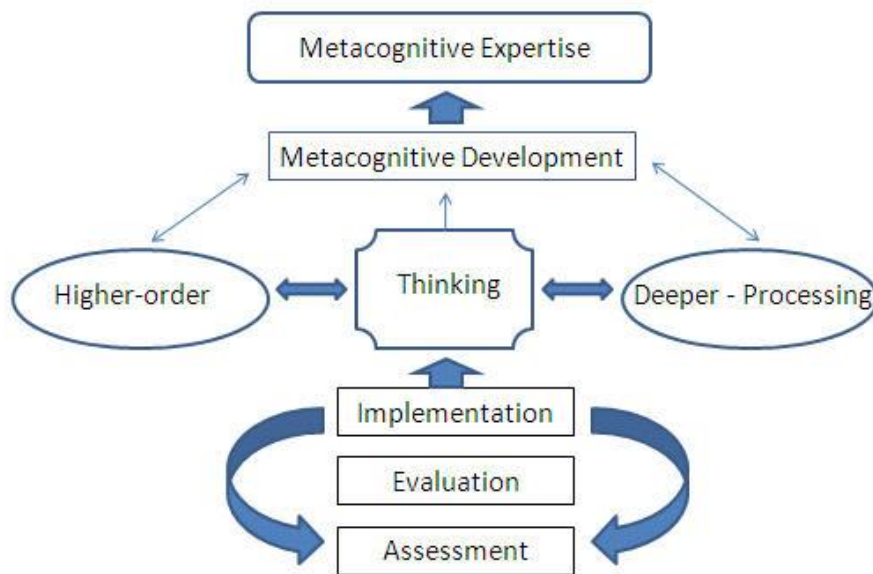 Metacognitive Expertise
Metacognitive Development
Higher-order
Thinking
Deeper - Processing
Implementation
Evaluation
Assessment